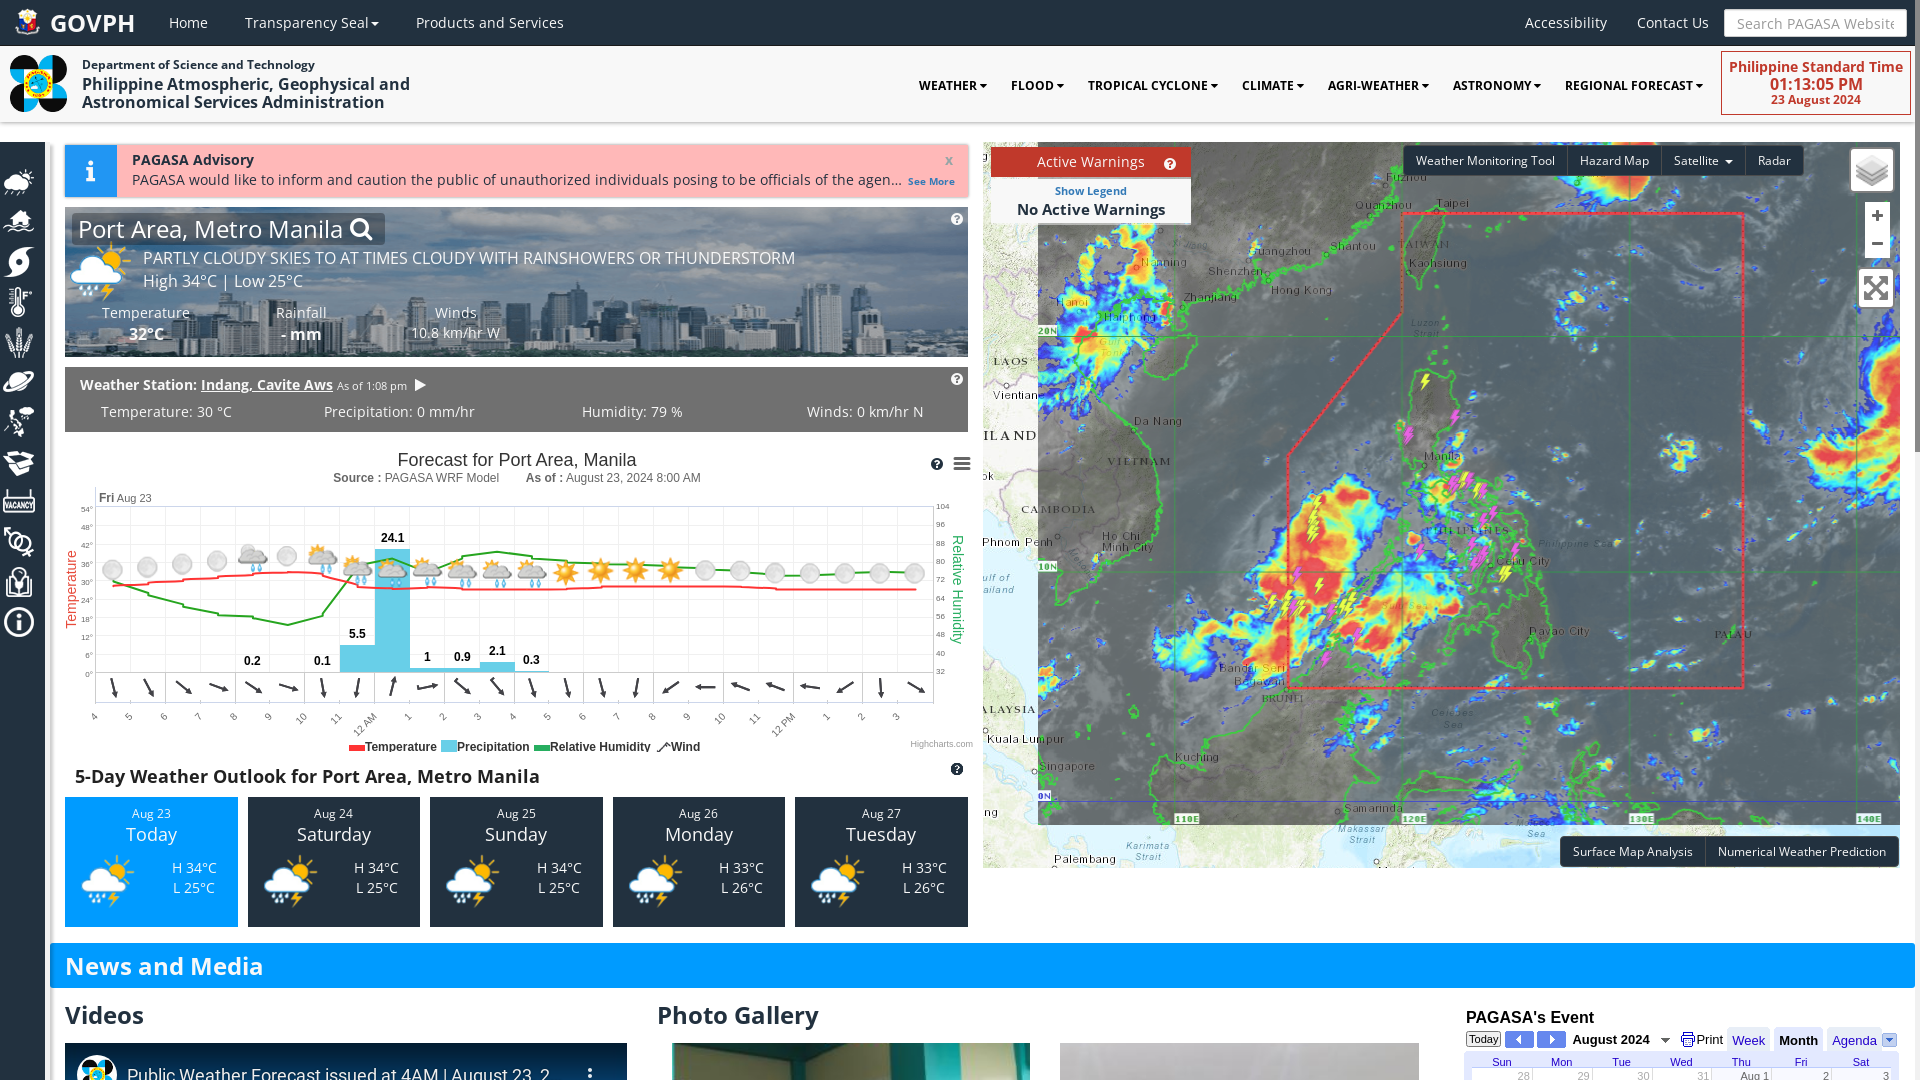 GOVPH
Home
Transparency Seal
Products and Services
Accessibility
Contact Us
Search PAGASA Website
Department of Science and Technology
Philippine Atmospheric, Geophysical and
Astronomical Services Administration
WEATHER
FLOOD
TROPICAL CYCLONE
CLIMATE
AGRI-WEATHER
ASTRONOMY
REGIONAL FORECAST
Philippine Standard Time
01:13:05 PM
23 August 2024
VACANCY
PAGASA Advisory
x
PAGASA would like to inform and caution the public of unauthorized individuals posing to be officials of the agen... See More
Port Area, Metro Manila
PARTLY CLOUDY SKIES TO AT TIMES CLOUDY WITH RAINSHOWERS OR THUNDERSTORM
High 34°C | Low 25°C
Temperature
32°C
Rainfall
- mm
Winds
10.8 km/hr W
Weather Station: Indang, Cavite Aws As of 1:08 pm
Temperature: 30 °C
Precipitation: 0 mm/hr
Humidity: 79 %
Winds: 0 km/hr N
Forecast for Port Area, Manila
Source : PAGASA WRF Model As of : August 23, 2024 8:00 AM
Fri Aug 23
Temperature
54°
48°
42°
36°
30°
24°
18°
12°
6°
0°
24.1
5.5
0.2
0.1
1
0.9
2.1
0.3
104
96
88
80
72
64
56
48
40
32
Relative Humidity
4 5 6 7 8 9 10 11 12 AM 1 2 3 4 5 6 7 8 9 10 11 12 PM 1 2 3
Temperature Precipitation Relative Humidity Wind
Highcharts.com
5-Day Weather Outlook for Port Area, Metro Manila
Aug 23
Today
H 34°C
L 25°C
Aug 24
Saturday
H 34°C
L 25°C
Aug 25
Sunday
H 34°C
L 25°C
Aug 26
Monday
H 33°C
L 26°C
Aug 27
Tuesday
H 33°C
L 26°C
Active Warnings
Show Legend
No Active Warnings
Weather Monitoring Tool
Hazard Map
Satellite
Radar
+
−
Fuzhou
Quanzhou
Taipei
Shantou
TAIWAN
Kaohsiung
Guangzhou
Shenzhen
Hong Kong
Nanning
Zhanjiang
Hanoi
Haiphong
20N
LAOS
Luzon
Strait
Vientian
Da Nang
ILAND
VIETNAM
Manila
CAMBODIA
Phnom Penh
Ho Chi
Minh City
PHILIPPINES
Philippine Sea
Cebu City
10N
ulf of
ailand
Davao City
PALAU
Bandar Seri
Begawan
BRUNEI
ALAYSIA
Celebes
Sea
Kuala Lumpur
Kuching
Singapore
0N
ng
Samarinda
110E
120E
130E
140E
Makassar
Strait
Karimata
Strait
Sea
Palembang
Surface Map Analysis
Numerical Weather Prediction
News and Media
Videos
Photo Gallery
PAGASA's Event
Public Weather Forecast issued at 4AM | August 23, 2
Today
August 2024
Print
Week
Month
Agenda
Sun Mon Tue Wed Thu Fri Sat
28 29 30 31 Aug 1 2 3